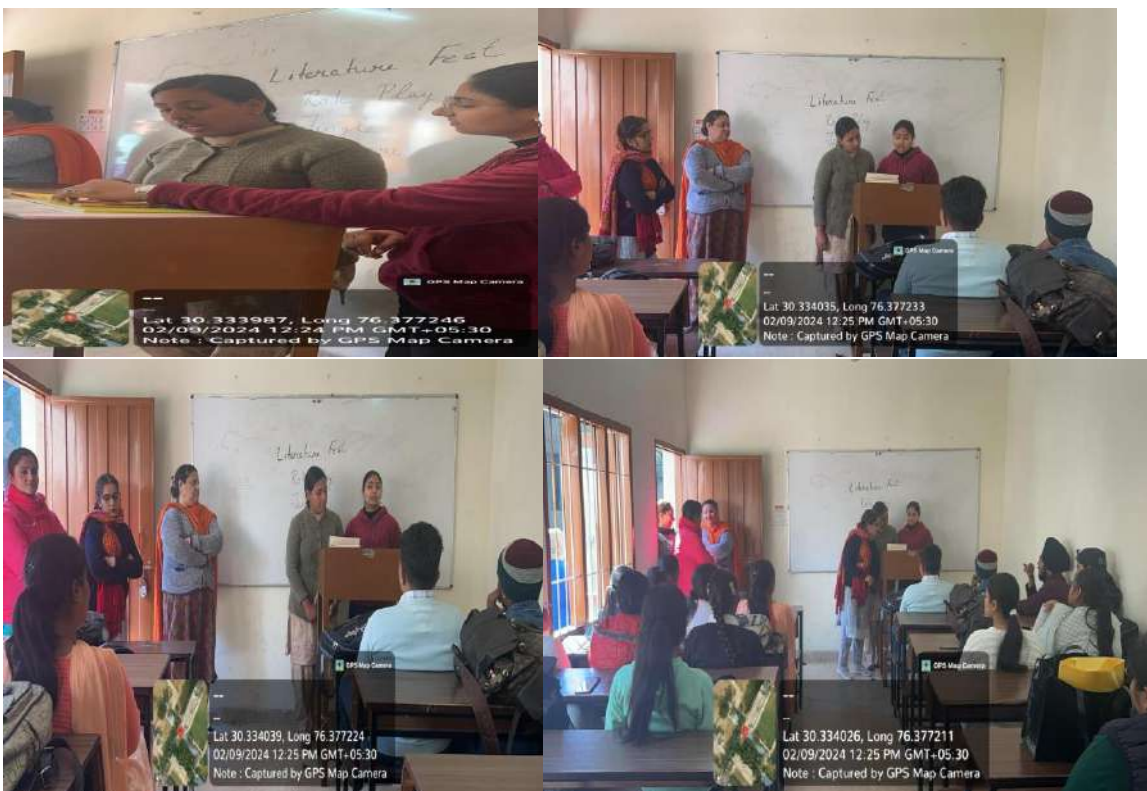 Literature Fest
Role Play
GPS Map Camera
--
--
Lat 30.333987, Long 76.377246
02/09/2024 12:24 PM GMT+05:30
Note : Captured by GPS Map Camera
Literature Fest
GPS Map Camera
--
--
Lat 30.334035, Long 76.377233
02/09/2024 12:25 PM GMT+05:30
Note : Captured by GPS Map Camera
Literature Fest
GPS Map Camera
--
--
Lat 30.334039, Long 76.377224
02/09/2024 12:25 PM GMT+05:30
Note : Captured by GPS Map Camera
Literature Fest
GPS Map Camera
--
--
Lat 30.334026, Long 76.377211
02/09/2024 12:25 PM GMT+05:30
Note : Captured by GPS Map Camera